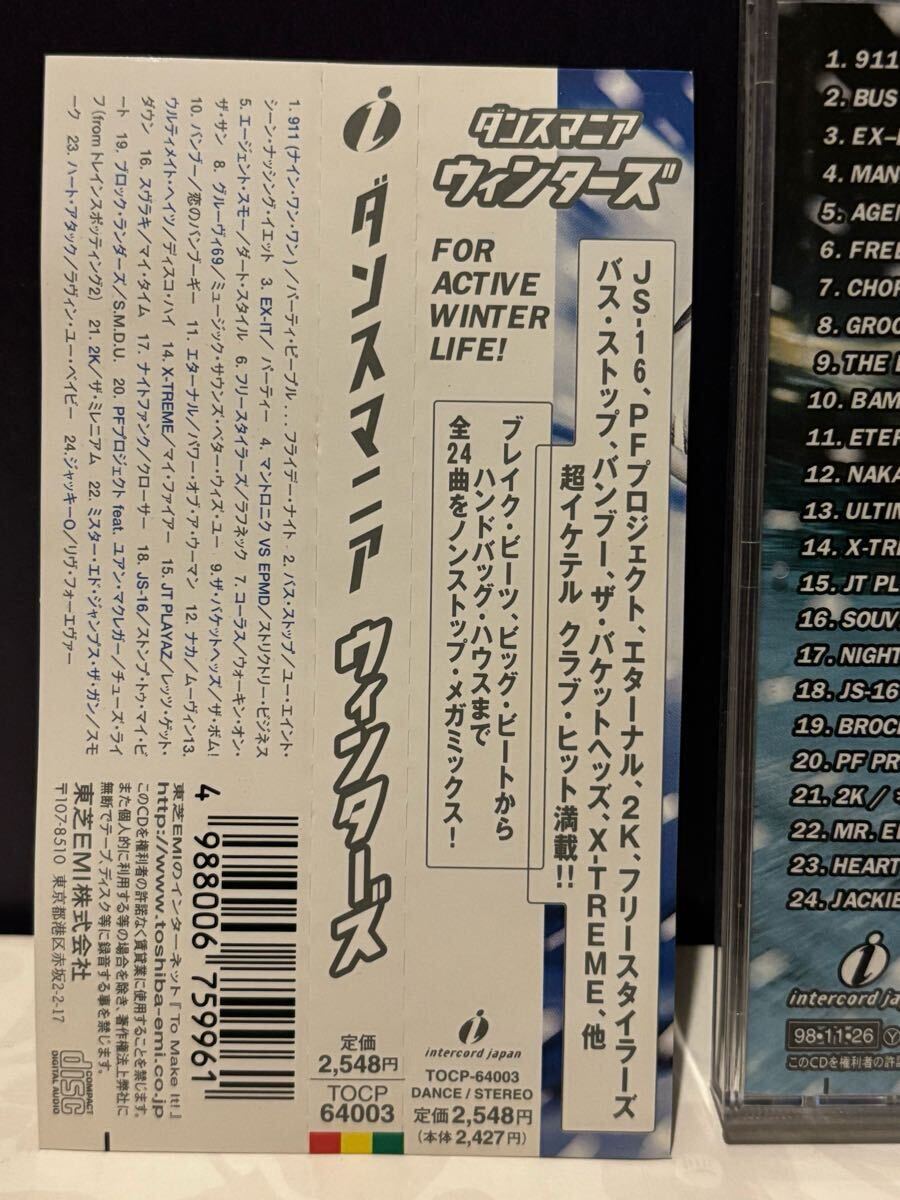 ダンスマニア
ウィンターズ
FOR
ACTIVE
WINTER
LIFE!
JS-16、PFプロジェクト、エターナル、2K、フリースタイラーズ
バス・ストップ、バンブー、ザ・バケットヘッズ、X-TREME、他
超イケテル クラブ・ヒット満載!!
ブレイク・ビーツ、ビッグ・ビートから
ハンドバッグ・ハウスまで
全24曲をノンストップ・メガミックス!
intercord japan
TOCP-64003
DANCE / STEREO
定価2,548円
(本体2,427円)
i ダンスマニア ウィンターズ
定価
2,548円
TOCP
64003
1. 911 (ナイン・ワン・ワン)/パーティ・ピープル...フライデー・ナイト 2. バス・ストップ/ユー・エイント・
シーン・ナッシング・イエット 3. EX-IT/パーティー 4. マントロニク VS EPMD/ストリクトリー・ビジネス
5. エージェント・スモー/ダート・スタイル 6. フリースタイラーズ/ラフネック 7. コーラス/ウォーキン・オン・
ザ・サン 8. グルーヴィ69/ミュージック・サウンズ・ベター・ウィズ・ユー 9. ザ・バケットヘッズ/ザ・ボム!
10. バンブー/恋のバンブーギー 11. エターナル/パワー・オブ・ア・ウーマン 12. ナカ/ムーヴィン 13.
ウルティメイト・ヘイツ/ディスコ・ハイ 14. X-TREME/マイ・ファイアー 15. JT PLAYAZ/レッツ・ゲット・
ダウン 16. スヴラキ/マイ・タイム 17. ナイトファンク/クローサー 18. JS-16/ストンプ・トゥ・マイ・ビ
ート 19. ブロック・ランダーズ/S.M.D.U. 20. PFプロジェクト feat. ユアン・マクレガー/チューズ・ライ
フ (from トレインスポッティング2) 21. 2K/ザ・ミレニアム 22. ミスター・エド・ジャンプス・ザ・ガン/スモ
ーク 23. ハート・アタック/ラヴィン・ユー・ベイビー 24. ジャッキーO/リヴ・フォーエヴァー
4 988006 759961
東芝EMIのインターネット『To Make It!』
http://www.toshiba-emi.co.jp
このCDを権利者の許諾なく賃貸業に使用することを禁じます。
また個人的に利用する等の場合を除き、著作権法上弊社に
無断でテープ、ディスク等に録音する事を禁じます。
東芝EMI株式会社
〒107-8510 東京都港区赤坂2-2-17
COMPACT
disc
DIGITAL AUDIO
1. 911
2. BUS
3. EX-
4. MAN
5. AGEN
6. FREE
7. CHOR
8. GROO
9. THE
10. BAM
11. ETER
12. NAKA
13. ULTIM
14. X-TRE
15. JT PL
16. SOUV
17. NIGHT
18. JS-16
19. BROCK
20. PF PR
21. 2K /
22. MR. E
23. HEART
24. JACKIE
intercord ja
98・11・26 Y
このCDを権利者の許